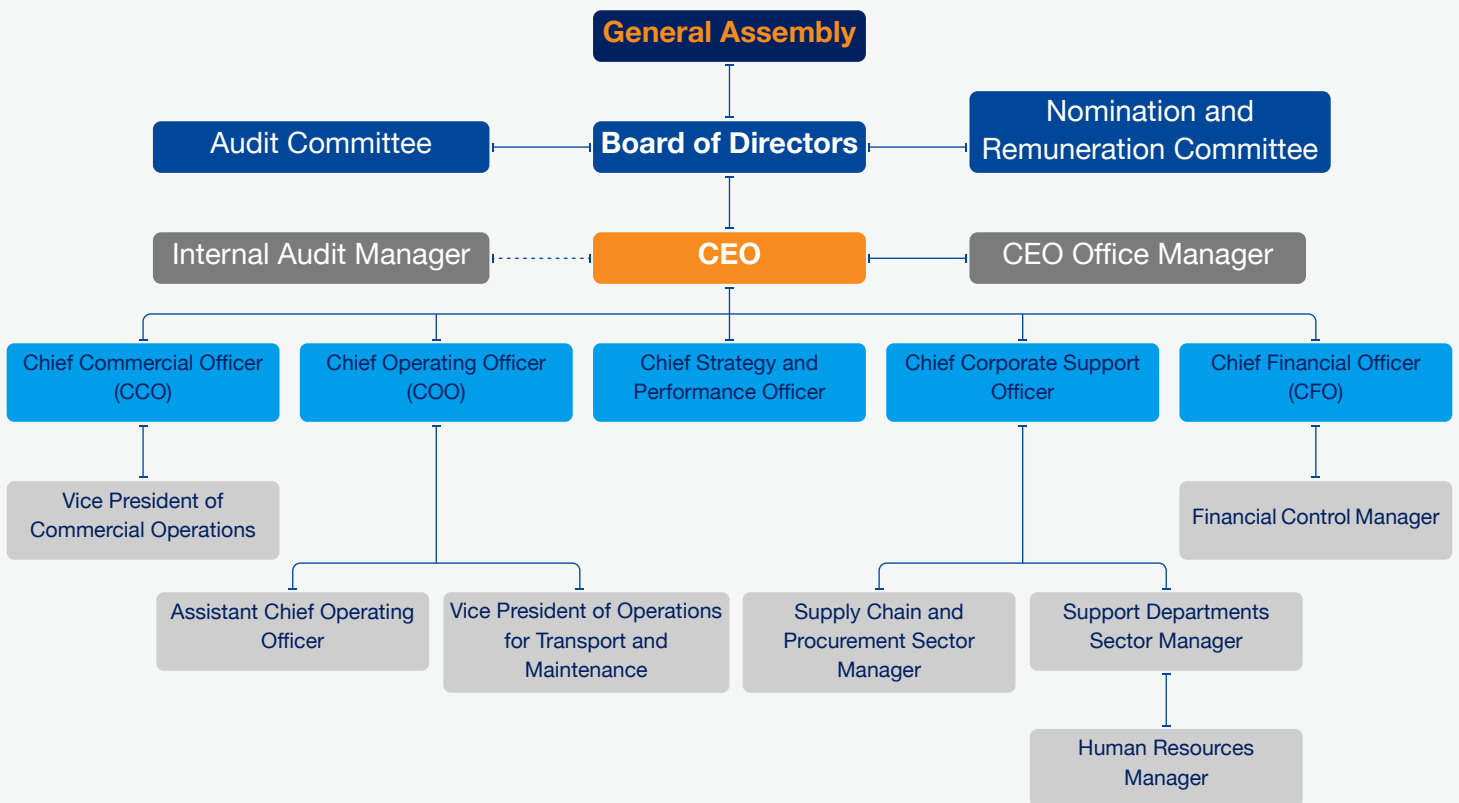 General Assembly
Audit Committee
Board of Directors
Nomination and
Remuneration Committee
Internal Audit Manager
CEO
CEO Office Manager
Chief Commercial Officer
(CCO)
Chief Operating Officer
(COO)
Chief Strategy and
Performance Officer
Chief Corporate Support
Officer
Chief Financial Officer
(CFO)
Vice President of
Commercial Operations
Financial Control Manager
Assistant Chief Operating
Officer
Vice President of Operations
for Transport and
Maintenance
Supply Chain and
Procurement Sector
Manager
Support Departments
Sector Manager
Human Resources
Manager